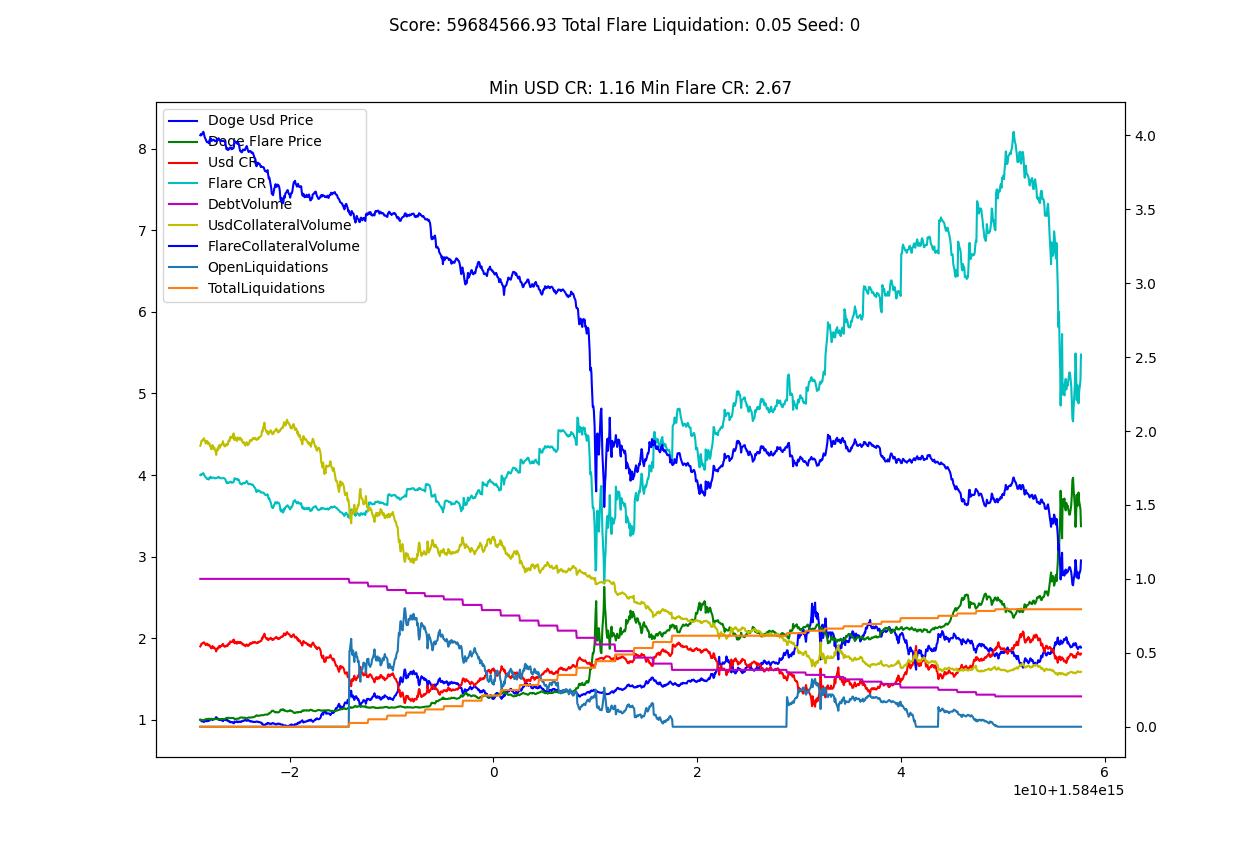 Score: 59684566.93 Total Flare Liquidation: 0.05 Seed: 0
Min USD CR: 1.16 Min Flare CR: 2.67
Doge Usd Price
Doge Flare Price
Usd CR
Flare CR
DebtVolume
UsdCollateralVolume
FlareCollateralVolume
OpenLiquidations
TotalLiquidations
8
7
6
5
4
3
2
1
4.0
3.5
3.0
2.5
2.0
1.5
1.0
0.5
0.0
−2
0
2
4
6
1e10+1.584e15